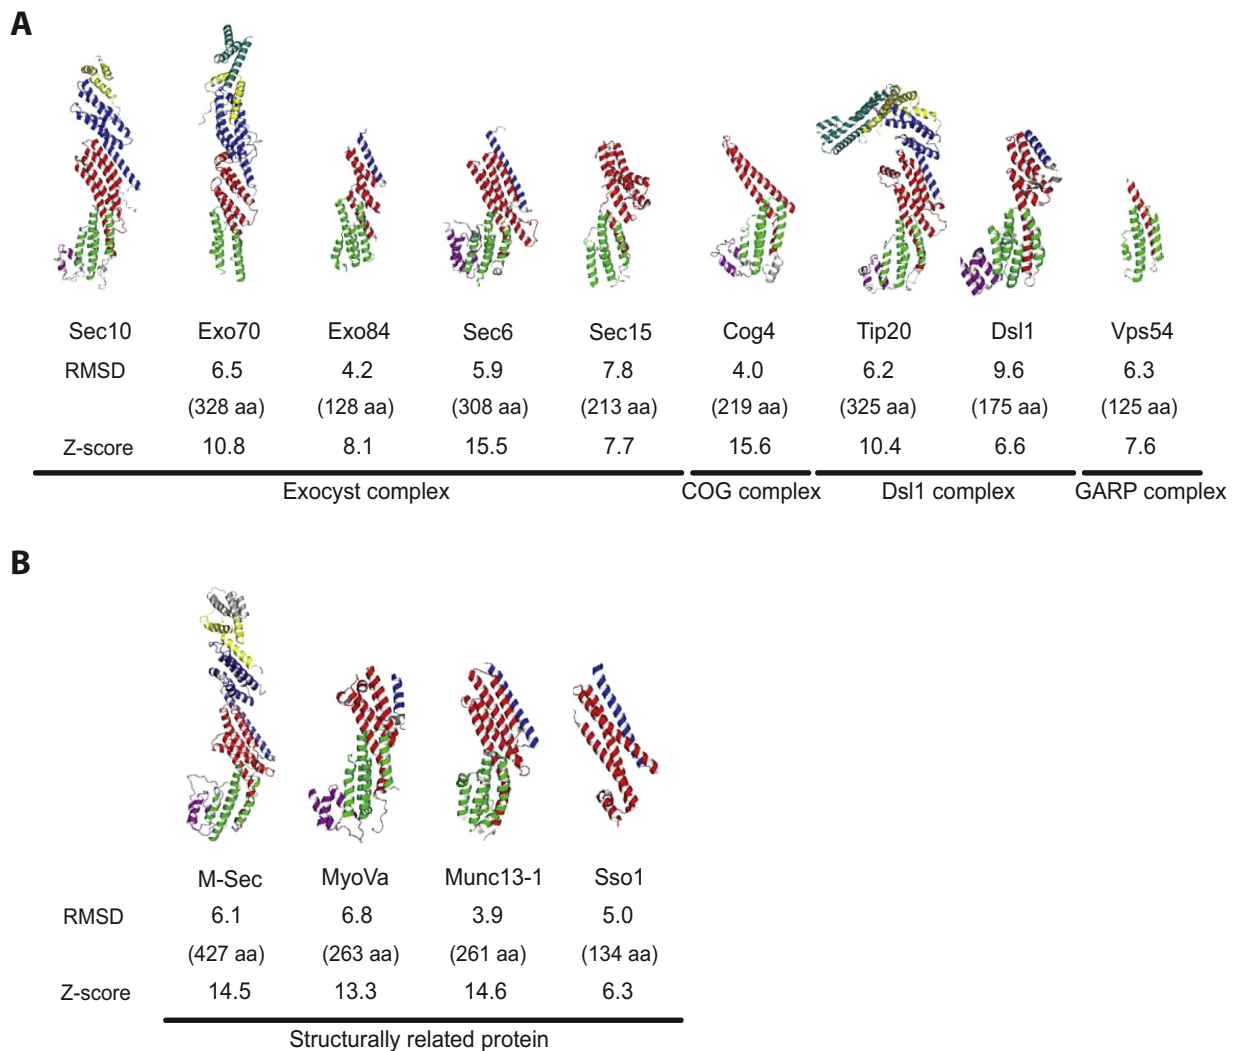 A
Sec10 Exo70 Exo84 Sec6 Sec15 Cog4 Tip20 Dsl1 Vps54
RMSD 6.5 4.2 5.9 7.8 4.0 6.2 9.6 6.3
(328 aa) (128 aa) (308 aa) (213 aa) (219 aa) (325 aa) (175 aa) (125 aa)
Z-score 10.8 8.1 15.5 7.7 15.6 10.4 6.6 7.6
Exocyst complex COG complex Dsl1 complex GARP complex
B
M-Sec MyoVa Munc13-1 Sso1
RMSD 6.1 6.8 3.9 5.0
(427 aa) (263 aa) (261 aa) (134 aa)
Z-score 14.5 13.3 14.6 6.3
Structurally related protein